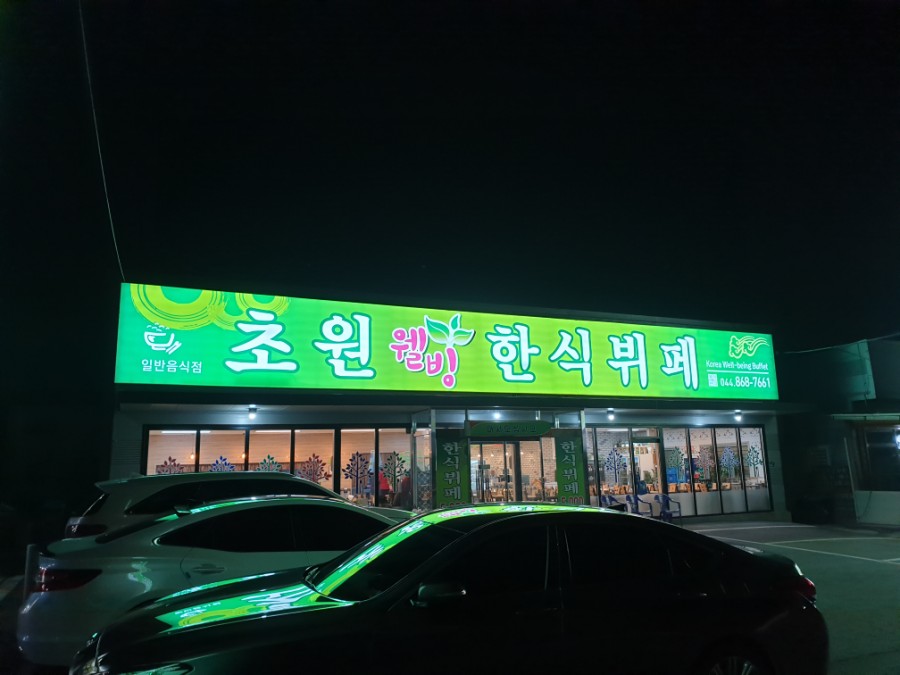 일반음식점
초원 웰빙 한식뷔페
Korea Well-being Buffet
044.868-7661
한식뷔페
한식뷔페